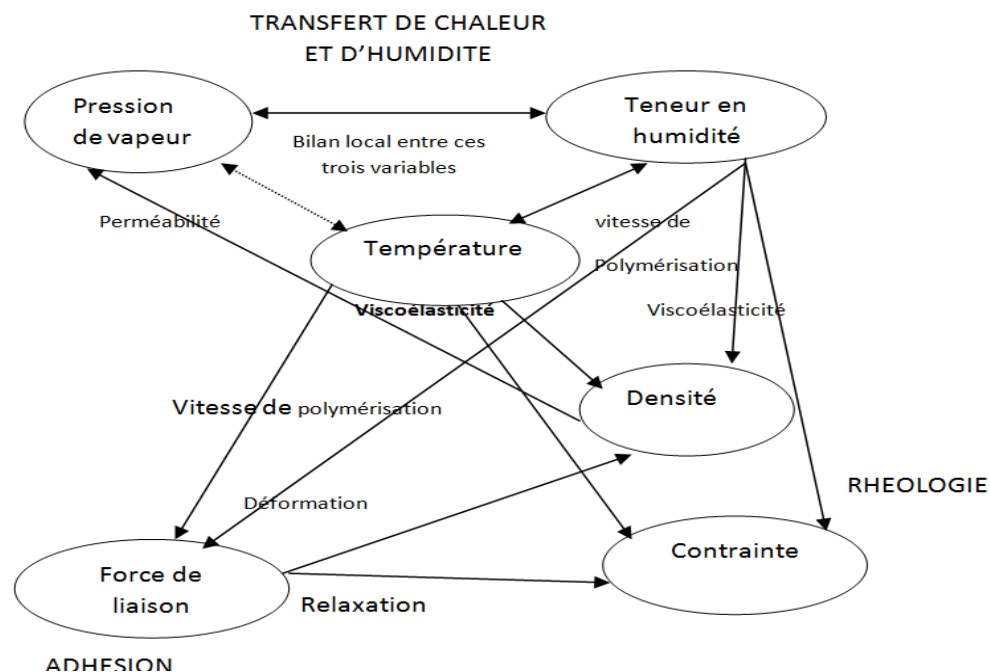 TRANSFERT DE CHALEUR
ET D'HUMIDITE
Pression
de vapeur
Teneur en
humidité
Bilan local entre ces
trois variables
Perméabilité
Température
vitesse de
Polymérisation
Viscoélasticité
Viscoélasticité
Densité
Vitesse de polymérisation
RHEOLOGIE
Déformation
Contrainte
Force de
liaison
Relaxation
ADHESION